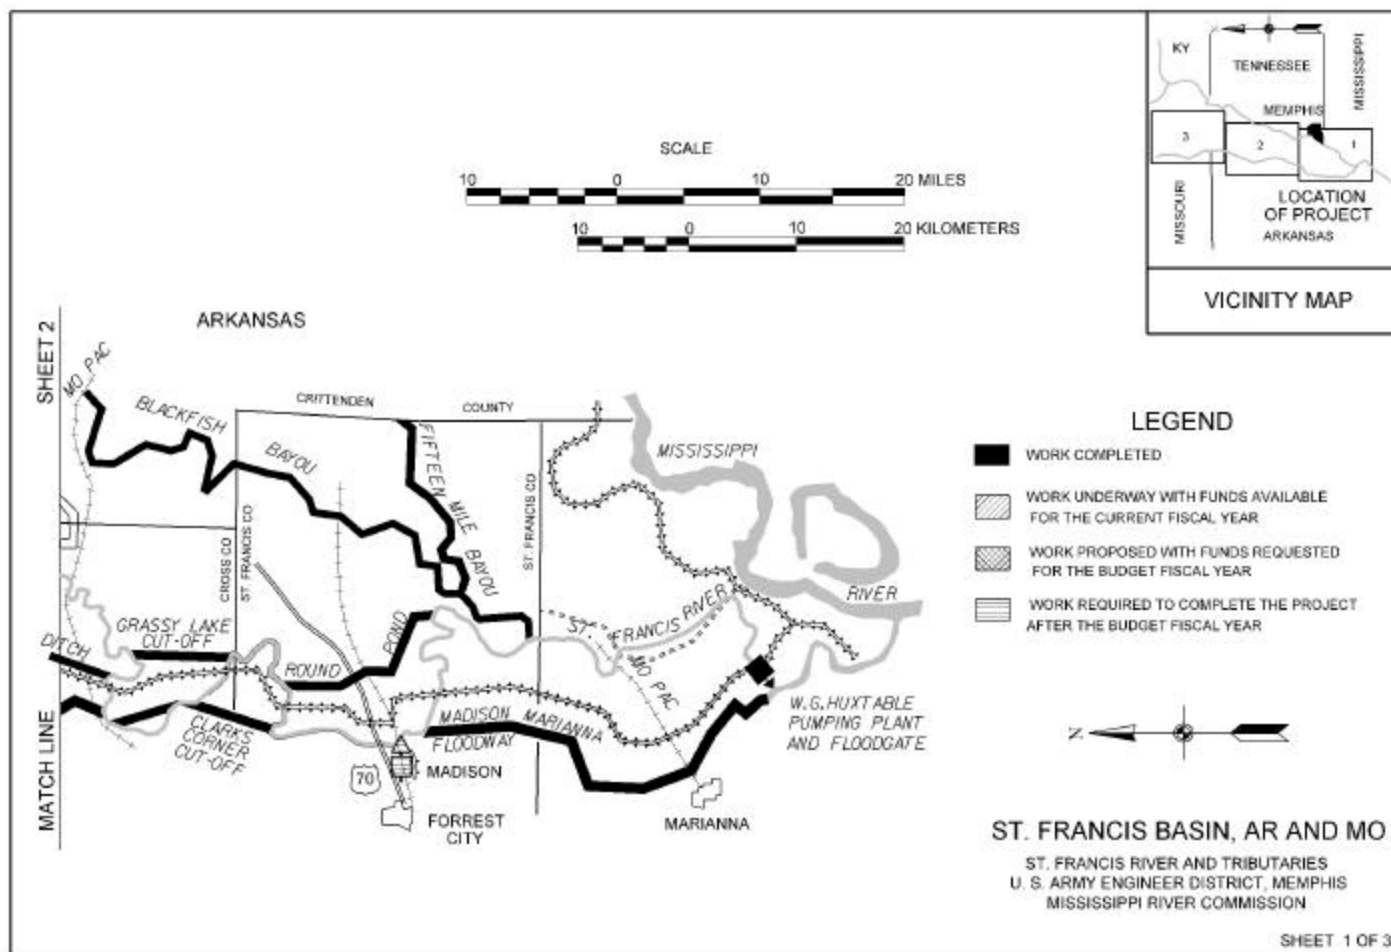 KY
TENNESSEE
MISSISSIPPI
MEMPHIS
3
2
1
MISSOURI
LOCATION
OF PROJECT
ARKANSAS
VICINITY MAP
SCALE
10 0 10 20 MILES
10 0 10 20 KILOMETERS
ARKANSAS
SHEET 2
MO PAC
BLACKFISH
BAYOU
CRITTENDEN COUNTY
FIFTEEN MILE BAYOU
MISSISSIPPI
RIVER
CROSS CO
ST. FRANCIS CO
ST. FRANCIS CO
GRASSY LAKE
CUT-OFF
DITCH
ROUND
POND
ST. FRANCIS RIVER
MO PAC
MADISON MARIANNA
FLOODWAY
CLARKS
CORNER
CUT-OFF
W.G.HUXTABLE
PUMPING PLANT
AND FLOODGATE
70
MADISON
FORREST
CITY
MARIANNA
MATCH LINE
LEGEND
WORK COMPLETED
WORK UNDERWAY WITH FUNDS AVAILABLE
FOR THE CURRENT FISCAL YEAR
WORK PROPOSED WITH FUNDS REQUESTED
FOR THE BUDGET FISCAL YEAR
WORK REQUIRED TO COMPLETE THE PROJECT
AFTER THE BUDGET FISCAL YEAR
N
ST. FRANCIS BASIN, AR AND MO
ST. FRANCIS RIVER AND TRIBUTARIES
U. S. ARMY ENGINEER DISTRICT, MEMPHIS
MISSISSIPPI RIVER COMMISSION
SHEET 1 OF 3